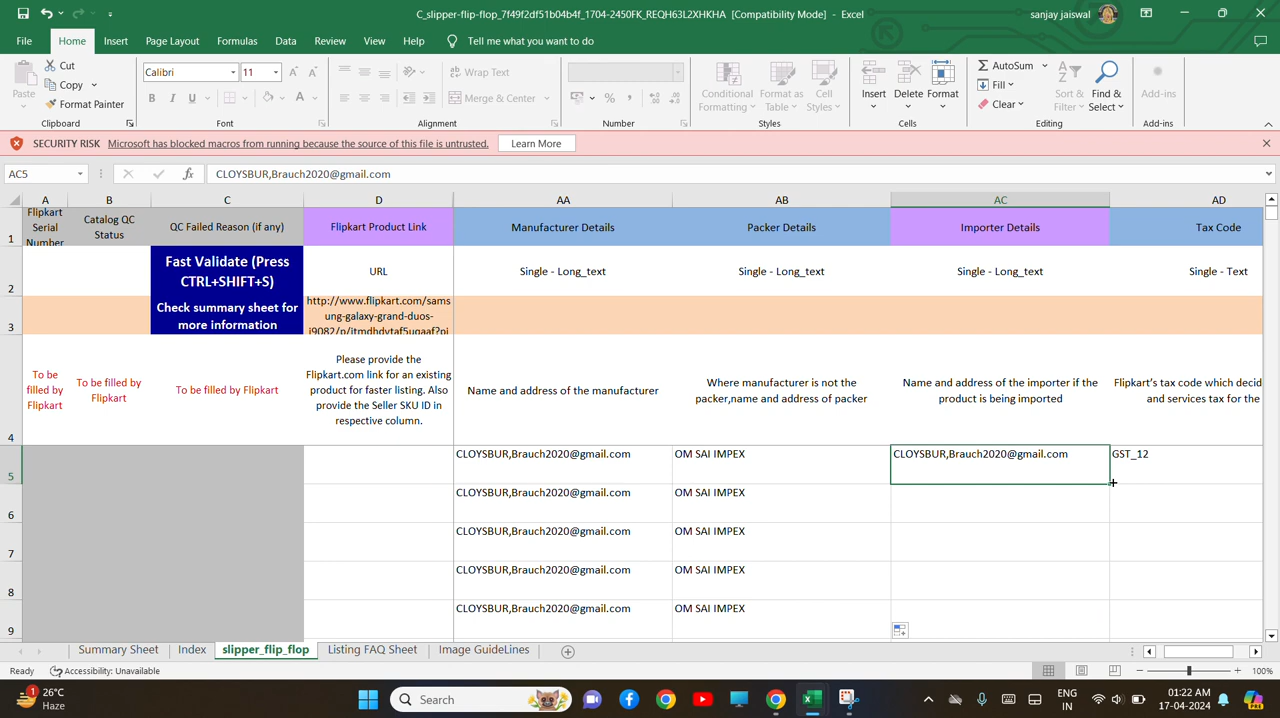 C_slipper-flip-flop_7f49f2df51b04b4f_1704-2450FK_REQH63L2XHKHA [Compatibility Mode] - Excel
sanjay jaiswal
File Home Insert Page Layout Formulas Data Review View Help Tell me what you want to do
Paste
Cut
Copy
Format Painter
Clipboard
Calibri 11
B I U
Font
Wrap Text
Merge & Center
Alignment
Number
Conditional Formatting
Format as Table
Cell Styles
Styles
Insert Delete Format
Cells
AutoSum
Fill
Clear
Sort & Filter
Find & Select
Editing
Add-ins
Add-ins
SECURITY RISK Microsoft has blocked macros from running because the source of this file is untrusted. Learn More
AC5 fx CLOYSBUR,Brauch2020@gmail.com
A B C D AA AB AC AD
1
Flipkart Serial Number
Catalog QC Status
QC Failed Reason (if any)
Flipkart Product Link
Manufacturer Details
Packer Details
Importer Details
Tax Code
2
Fast Validate (Press
CTRL+SHIFT+S)
URL
Single - Long_text
Single - Long_text
Single - Long_text
Single - Text
3
Check summary sheet for
more information
http://www.flipkart.com/sams
ung-galaxy-grand-duos-
i9082/p/itmdhdvtaf5uqaaf?pi
4
To be
filled by
Flipkart
To be filled by
Flipkart
To be filled by Flipkart
Please provide the
Flipkart.com link for an existing
product for faster listing. Also
provide the Seller SKU ID in
respective column.
Name and address of the manufacturer
Where manufacturer is not the
packer,name and address of packer
Name and address of the importer if the
product is being imported
Flipkart's tax code which decid
and services tax for the
5 CLOYSBUR,Brauch2020@gmail.com OM SAI IMPEX CLOYSBUR,Brauch2020@gmail.com GST_12
6 CLOYSBUR,Brauch2020@gmail.com OM SAI IMPEX
7 CLOYSBUR,Brauch2020@gmail.com OM SAI IMPEX
8 CLOYSBUR,Brauch2020@gmail.com OM SAI IMPEX
9 CLOYSBUR,Brauch2020@gmail.com OM SAI IMPEX
Summary Sheet Index slipper_flip_flop Listing FAQ Sheet Image GuideLines
Ready Accessibility: Unavailable 100%
1
26°C
Haze
Search
ENG
IN
01:22 AM
17-04-2024